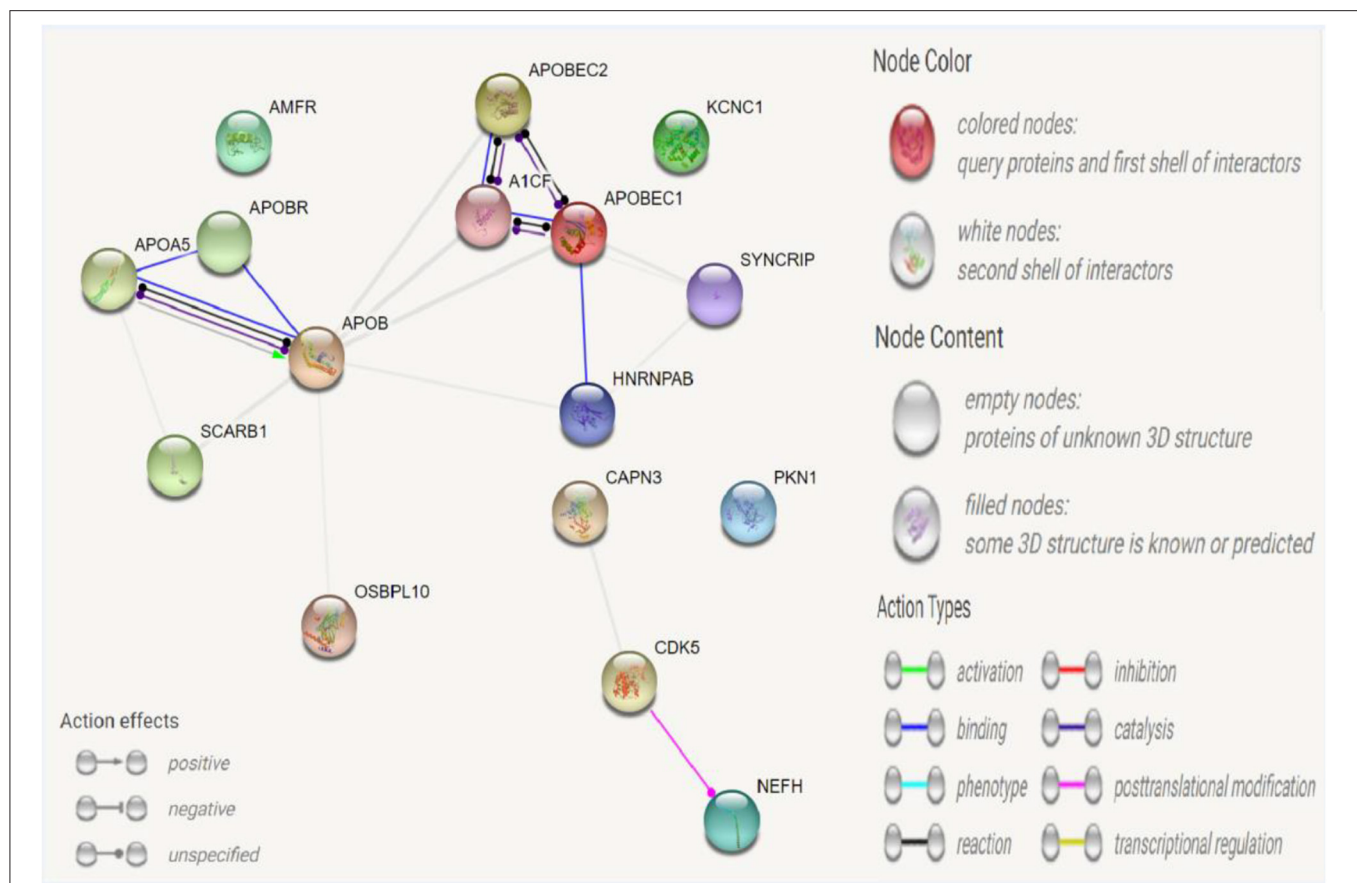 APOBEC2
AMFR
KCNC1
A1CF
APOBEC1
APOBR
APOA5
SYNCRIP
APOB
HNRNPAB
SCARB1
CAPN3
PKN1
OSBPL10
CDK5
NEFH
Action effects
positive
negative
unspecified
Node Color
colored nodes:
query proteins and first shell of interactors
white nodes:
second shell of interactors
Node Content
empty nodes:
proteins of unknown 3D structure
filled nodes:
some 3D structure is known or predicted
Action Types
activation
inhibition
binding
catalysis
phenotype
posttranslational modification
reaction
transcriptional regulation